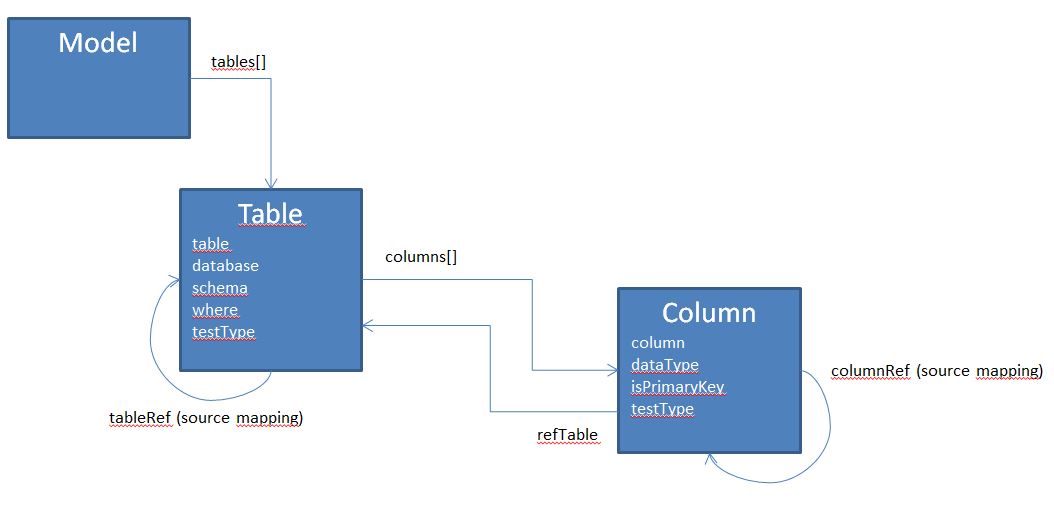 Model
tables[]
Table
table
database
schema
where
testType
tableRef (source mapping)
columns[]
refTable
Column
column
dataType
isPrimaryKey
testType
columnRef (source mapping)